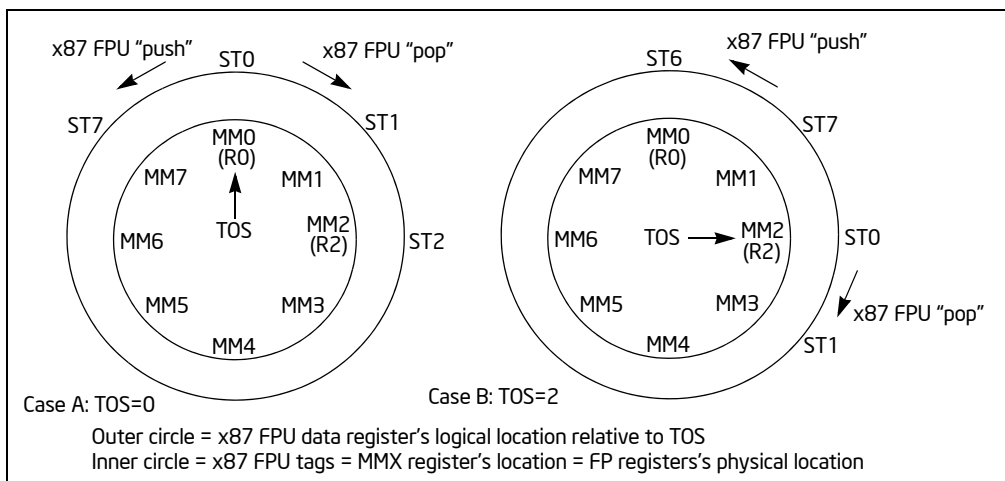 x87 FPU “push”
ST0
x87 FPU “pop”
ST7
ST1
MM0
(R0)
MM7
MM1
TOS
MM2
(R2)
ST2
MM6
MM5
MM3
MM4
Case A: TOS=0
ST6
x87 FPU “push”
ST7
MM0
(R0)
MM7
MM1
MM6
TOS
MM2
(R2)
ST0
MM5
MM3
x87 FPU “pop”
MM4
ST1
Case B: TOS=2
Outer circle = x87 FPU data register’s logical location relative to TOS
Inner circle = x87 FPU tags = MMX register’s location = FP registers’s physical location